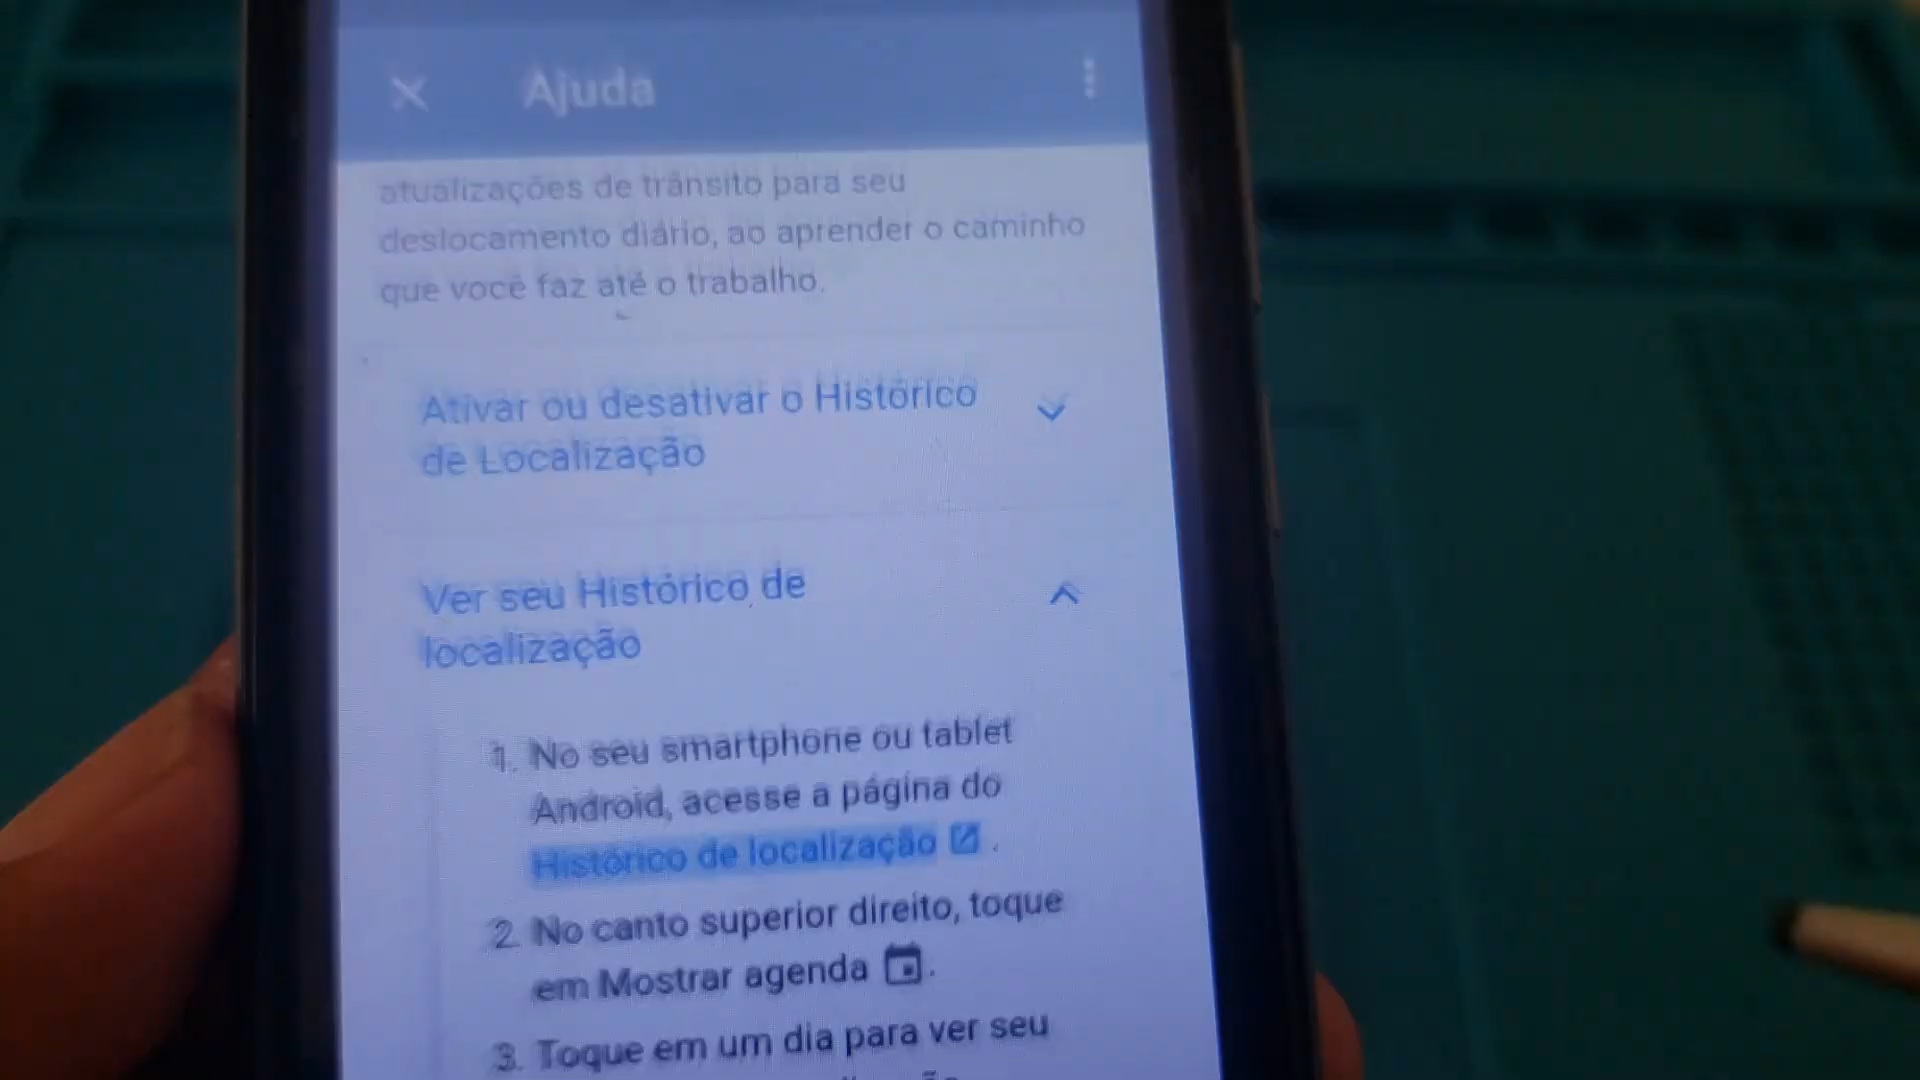 Ajuda
atualizações de trânsito para seu
deslocamento diário, ao aprender o caminho
que você faz até o trabalho.
Ativar ou desativar o Histórico
de Localização
Ver seu Histórico de
localização
1. No seu smartphone ou tablet
Android, acesse a página do
Histórico de localização .
2. No canto superior direito, toque
em Mostrar agenda .
3. Toque em um dia para ver seu